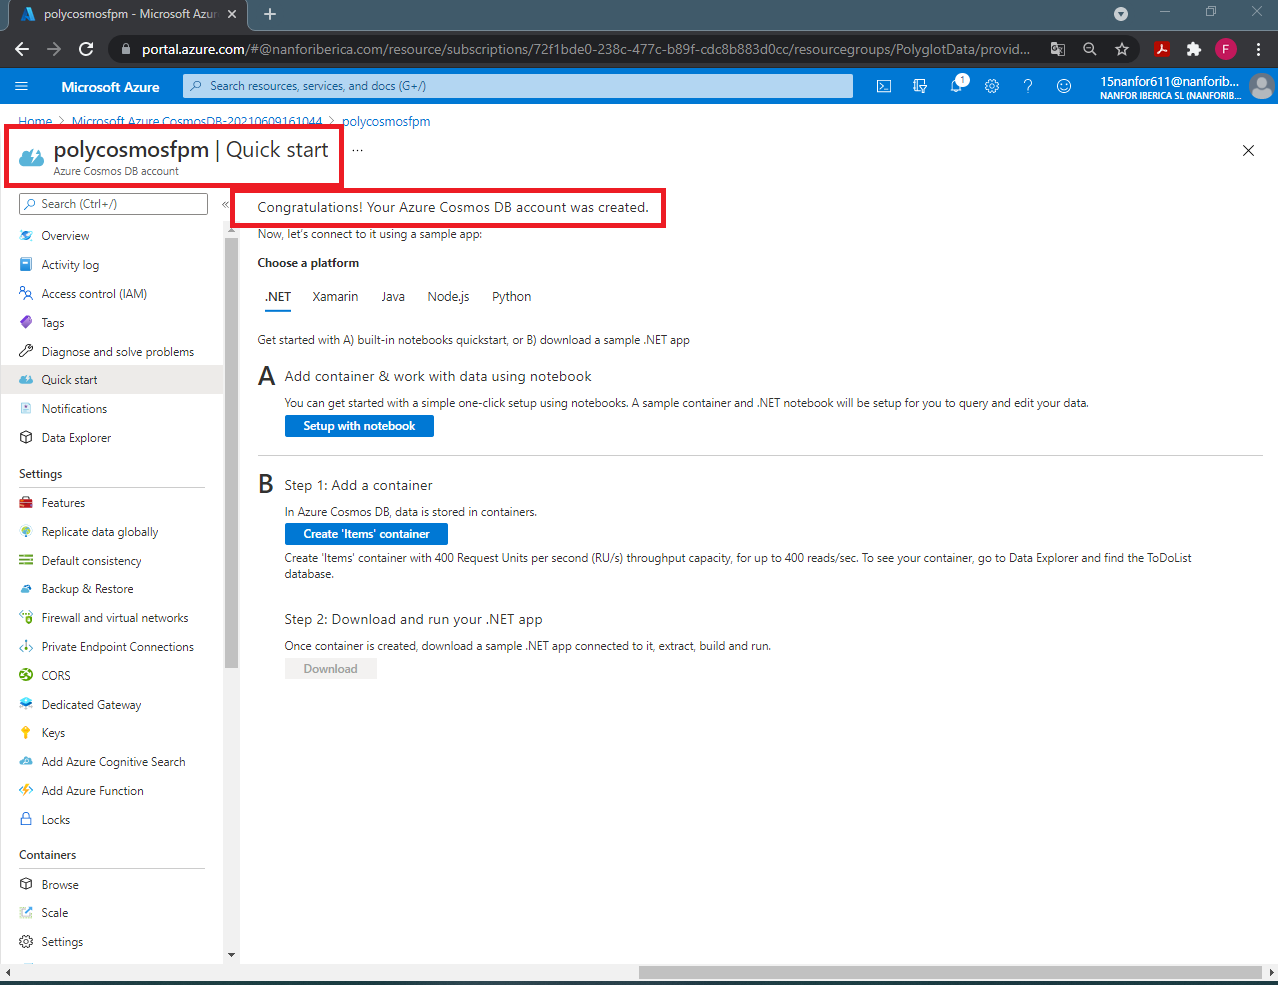 polycosmosfpm - Microsoft Azur
portal.azure.com/#@nanforiberica.com/resource/subscriptions/72f1bde0-238c-477c-b89f-cdc8b883d0cc/resourcegroups/PolyglotData/provid...
F
Microsoft Azure
Search resources, services, and docs (G+/)
1
15nanfor611@nanforib...
NANFOR IBERICA SL (NANFORIB...
Home > Microsoft.Azure.CosmosDB-20210609161044 > polycosmosfpm
polycosmosfpm | Quick start ...
Azure Cosmos DB account
Search (Ctrl+/)
«
Overview
Activity log
Access control (IAM)
Tags
Diagnose and solve problems
Quick start
Notifications
Data Explorer
Settings
Features
Replicate data globally
Default consistency
Backup & Restore
Firewall and virtual networks
Private Endpoint Connections
CORS
Dedicated Gateway
Keys
Add Azure Cognitive Search
Add Azure Function
Locks
Containers
Browse
Scale
Settings
Congratulations! Your Azure Cosmos DB account was created.
Now, let's connect to it using a sample app:
Choose a platform
.NET Xamarin Java Node.js Python
Get started with A) built-in notebooks quickstart, or B) download a sample .NET app
A Add container & work with data using notebook
You can get started with a simple one-click setup using notebooks. A sample container and .NET notebook will be setup for you to query and edit your data.
Setup with notebook
B Step 1: Add a container
In Azure Cosmos DB, data is stored in containers.
Create 'Items' container
Create 'Items' container with 400 Request Units per second (RU/s) throughput capacity, for up to 400 reads/sec. To see your container, go to Data Explorer and find the ToDoList
database.
Step 2: Download and run your .NET app
Once container is created, download a sample .NET app connected to it, extract, build and run.
Download